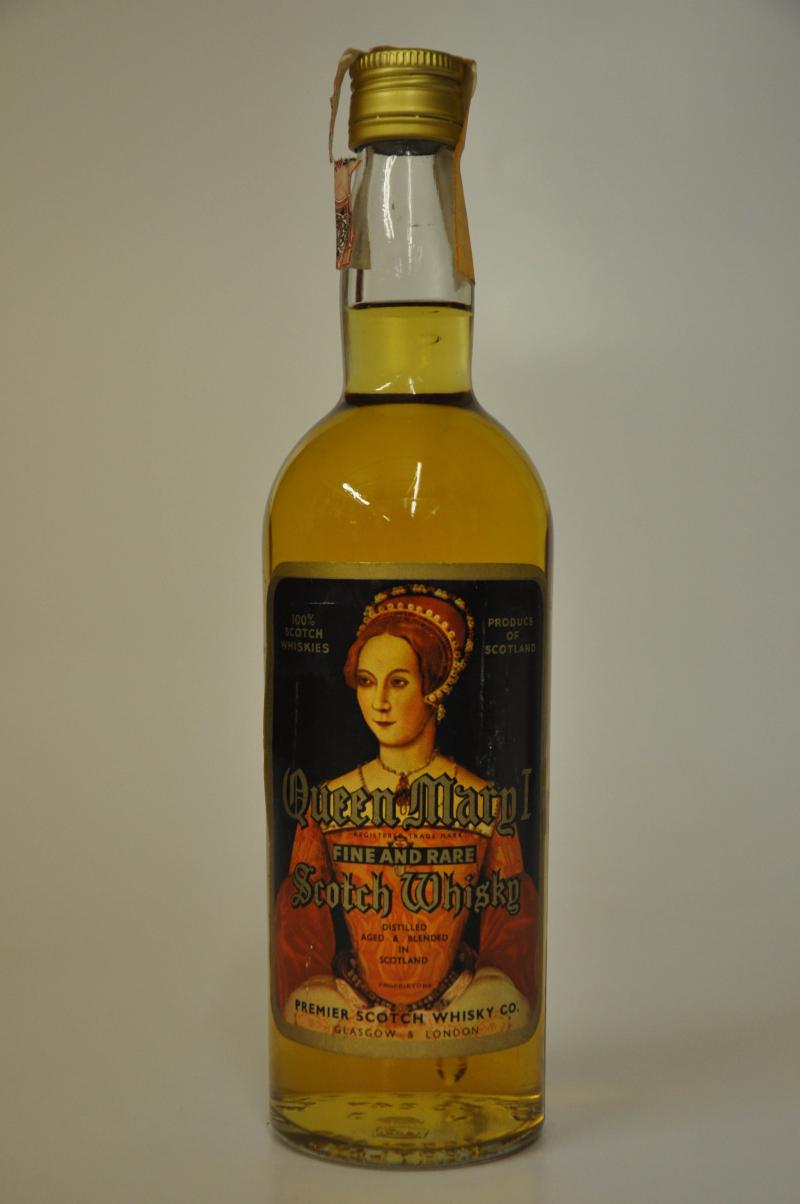 100%
SCOTCH
WHISKIES
PRODUCE
OF
SCOTLAND
Queen Mary I
REGISTERED TRADE MARK
FINE AND RARE
Scotch Whisky
DISTILLED
AGED & BLENDED
IN
SCOTLAND
PROPRIETORS
PREMIER SCOTCH WHISKY CO.
GLASGOW & LONDON